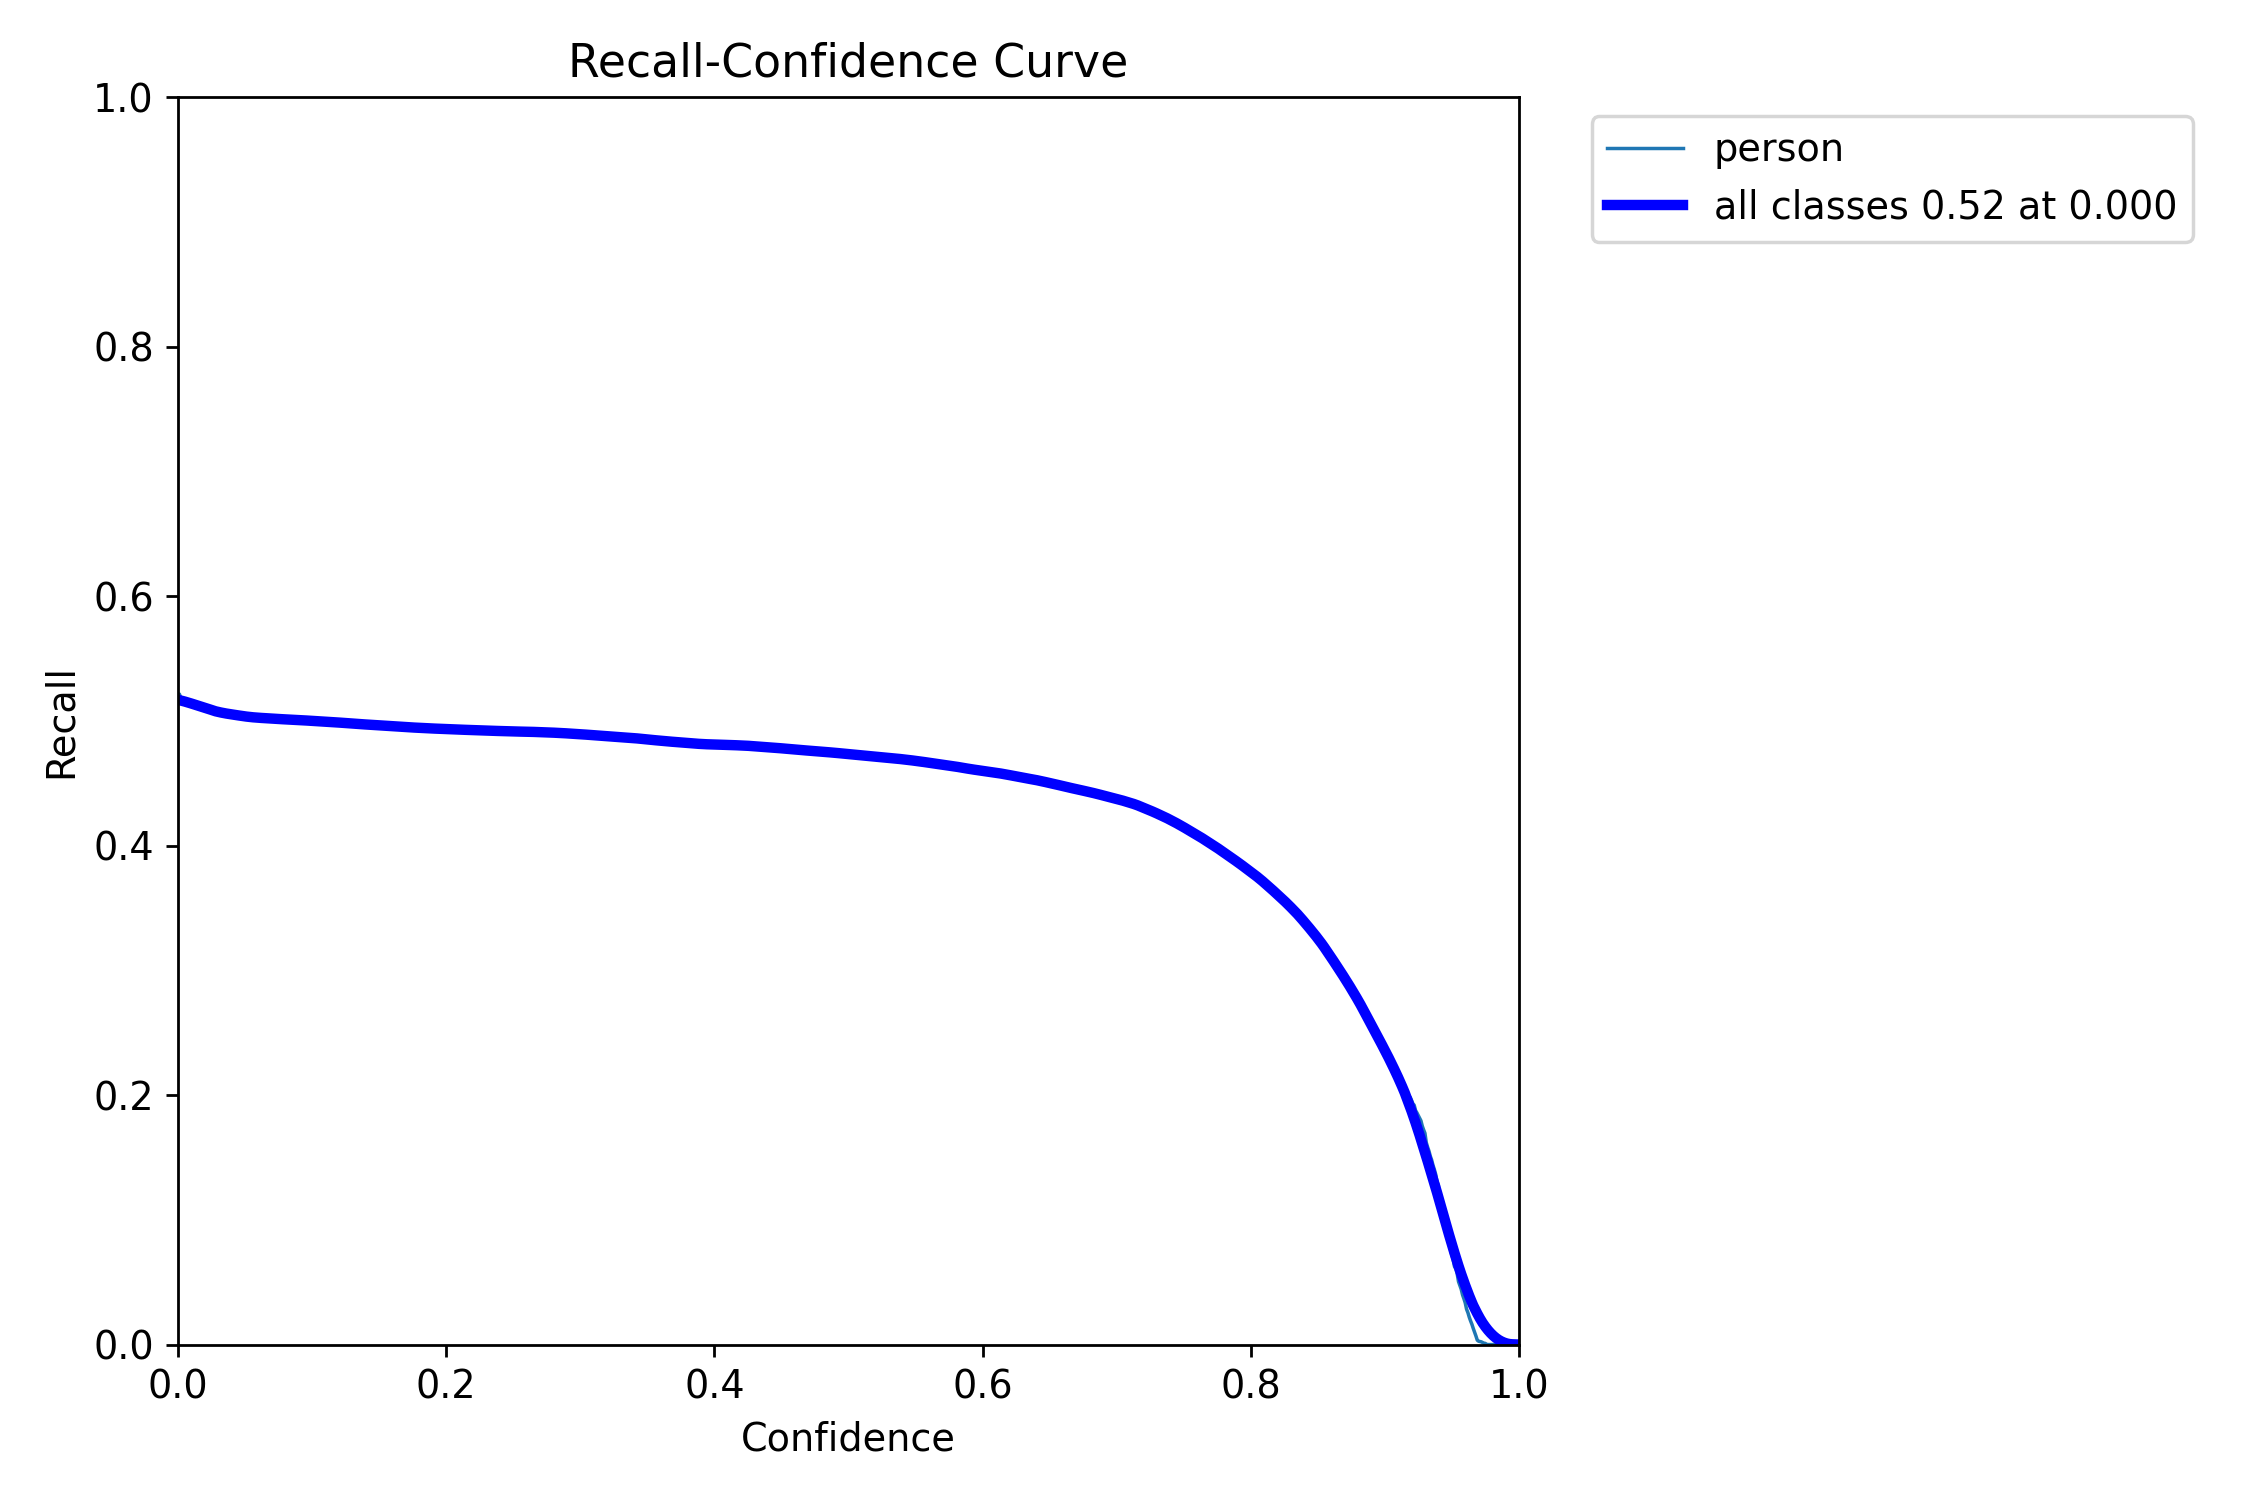 Recall-Confidence Curve
1.0
0.8
0.6
0.4
0.2
0.0
Recall
0.0 0.2 0.4 0.6 0.8 1.0
Confidence
person
all classes 0.52 at 0.000